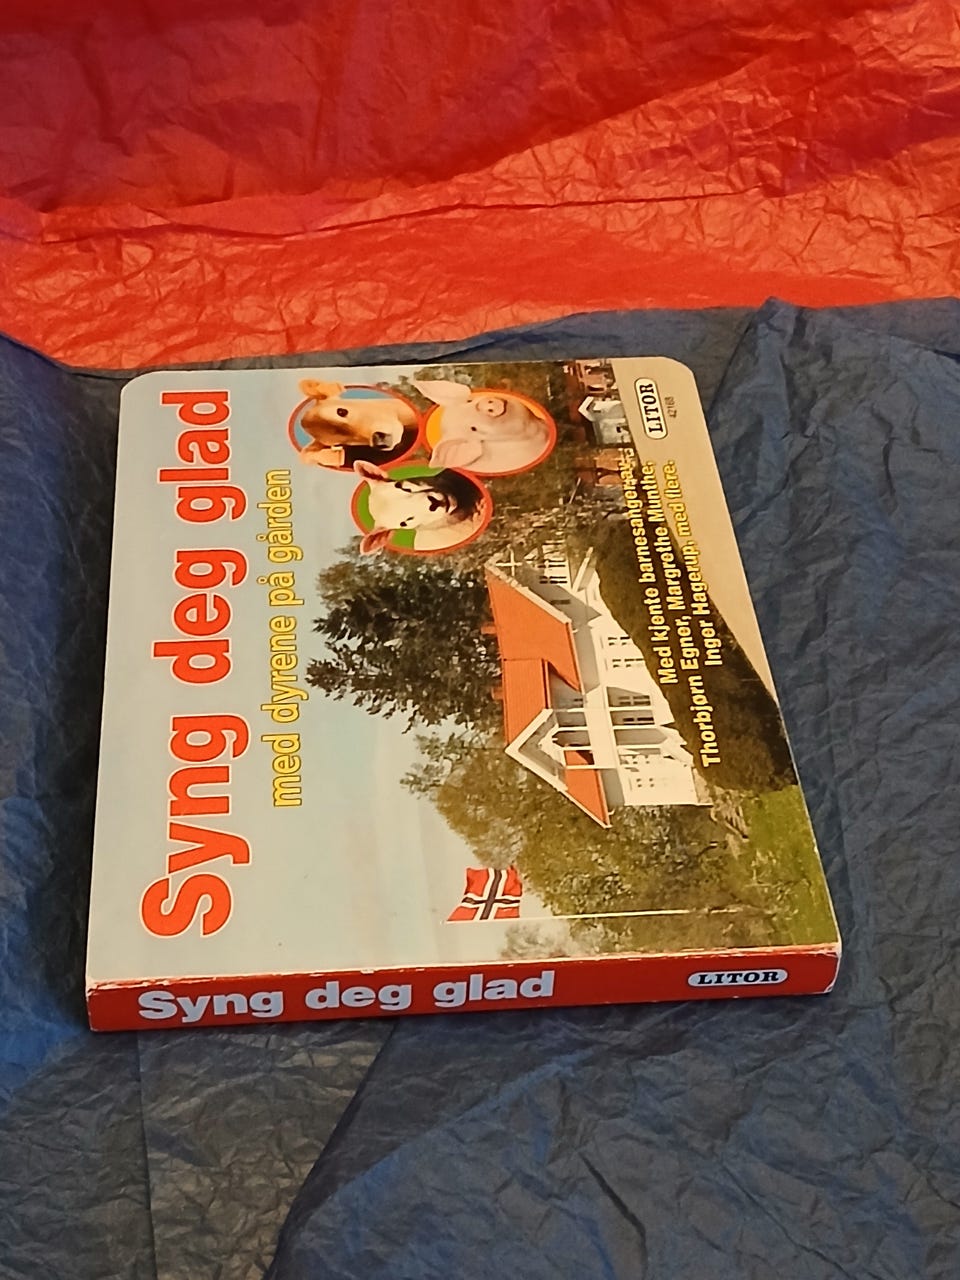 Syng deg glad
med dyrene på gården
Med kjente barnesanger av
Thorbjørn Egner, Margrethe Munthe,
Inger Hagerup, med flere.
LITOR
42168
Syng deg glad
LITOR